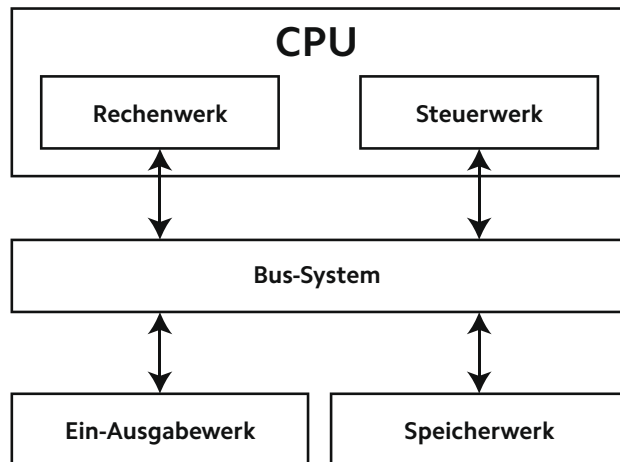 CPU
Rechenwerk
Steuerwerk
Bus-System
Ein-Ausgabewerk
Speicherwerk